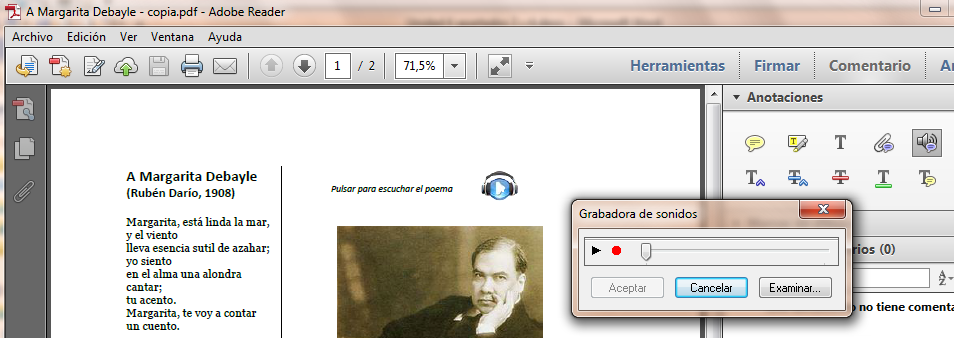 A Margarita Debayle - copia.pdf - Adobe Reader
Archivo Edición Ver Ventana Ayuda
1 / 2 71,5% Herramientas Firmar Comentario
Anotaciones
A Margarita Debayle
(Rubén Darío, 1908)
Pulsar para escuchar el poema
Margarita, está linda la mar,
y el viento
lleva esencia sutil de azahar;
yo siento
en el alma una alondra
cantar;
tu acento.
Margarita, te voy a contar
un cuento.
Grabadora de sonidos
Aceptar Cancelar Examinar...
rios (0)
o no tiene comenta